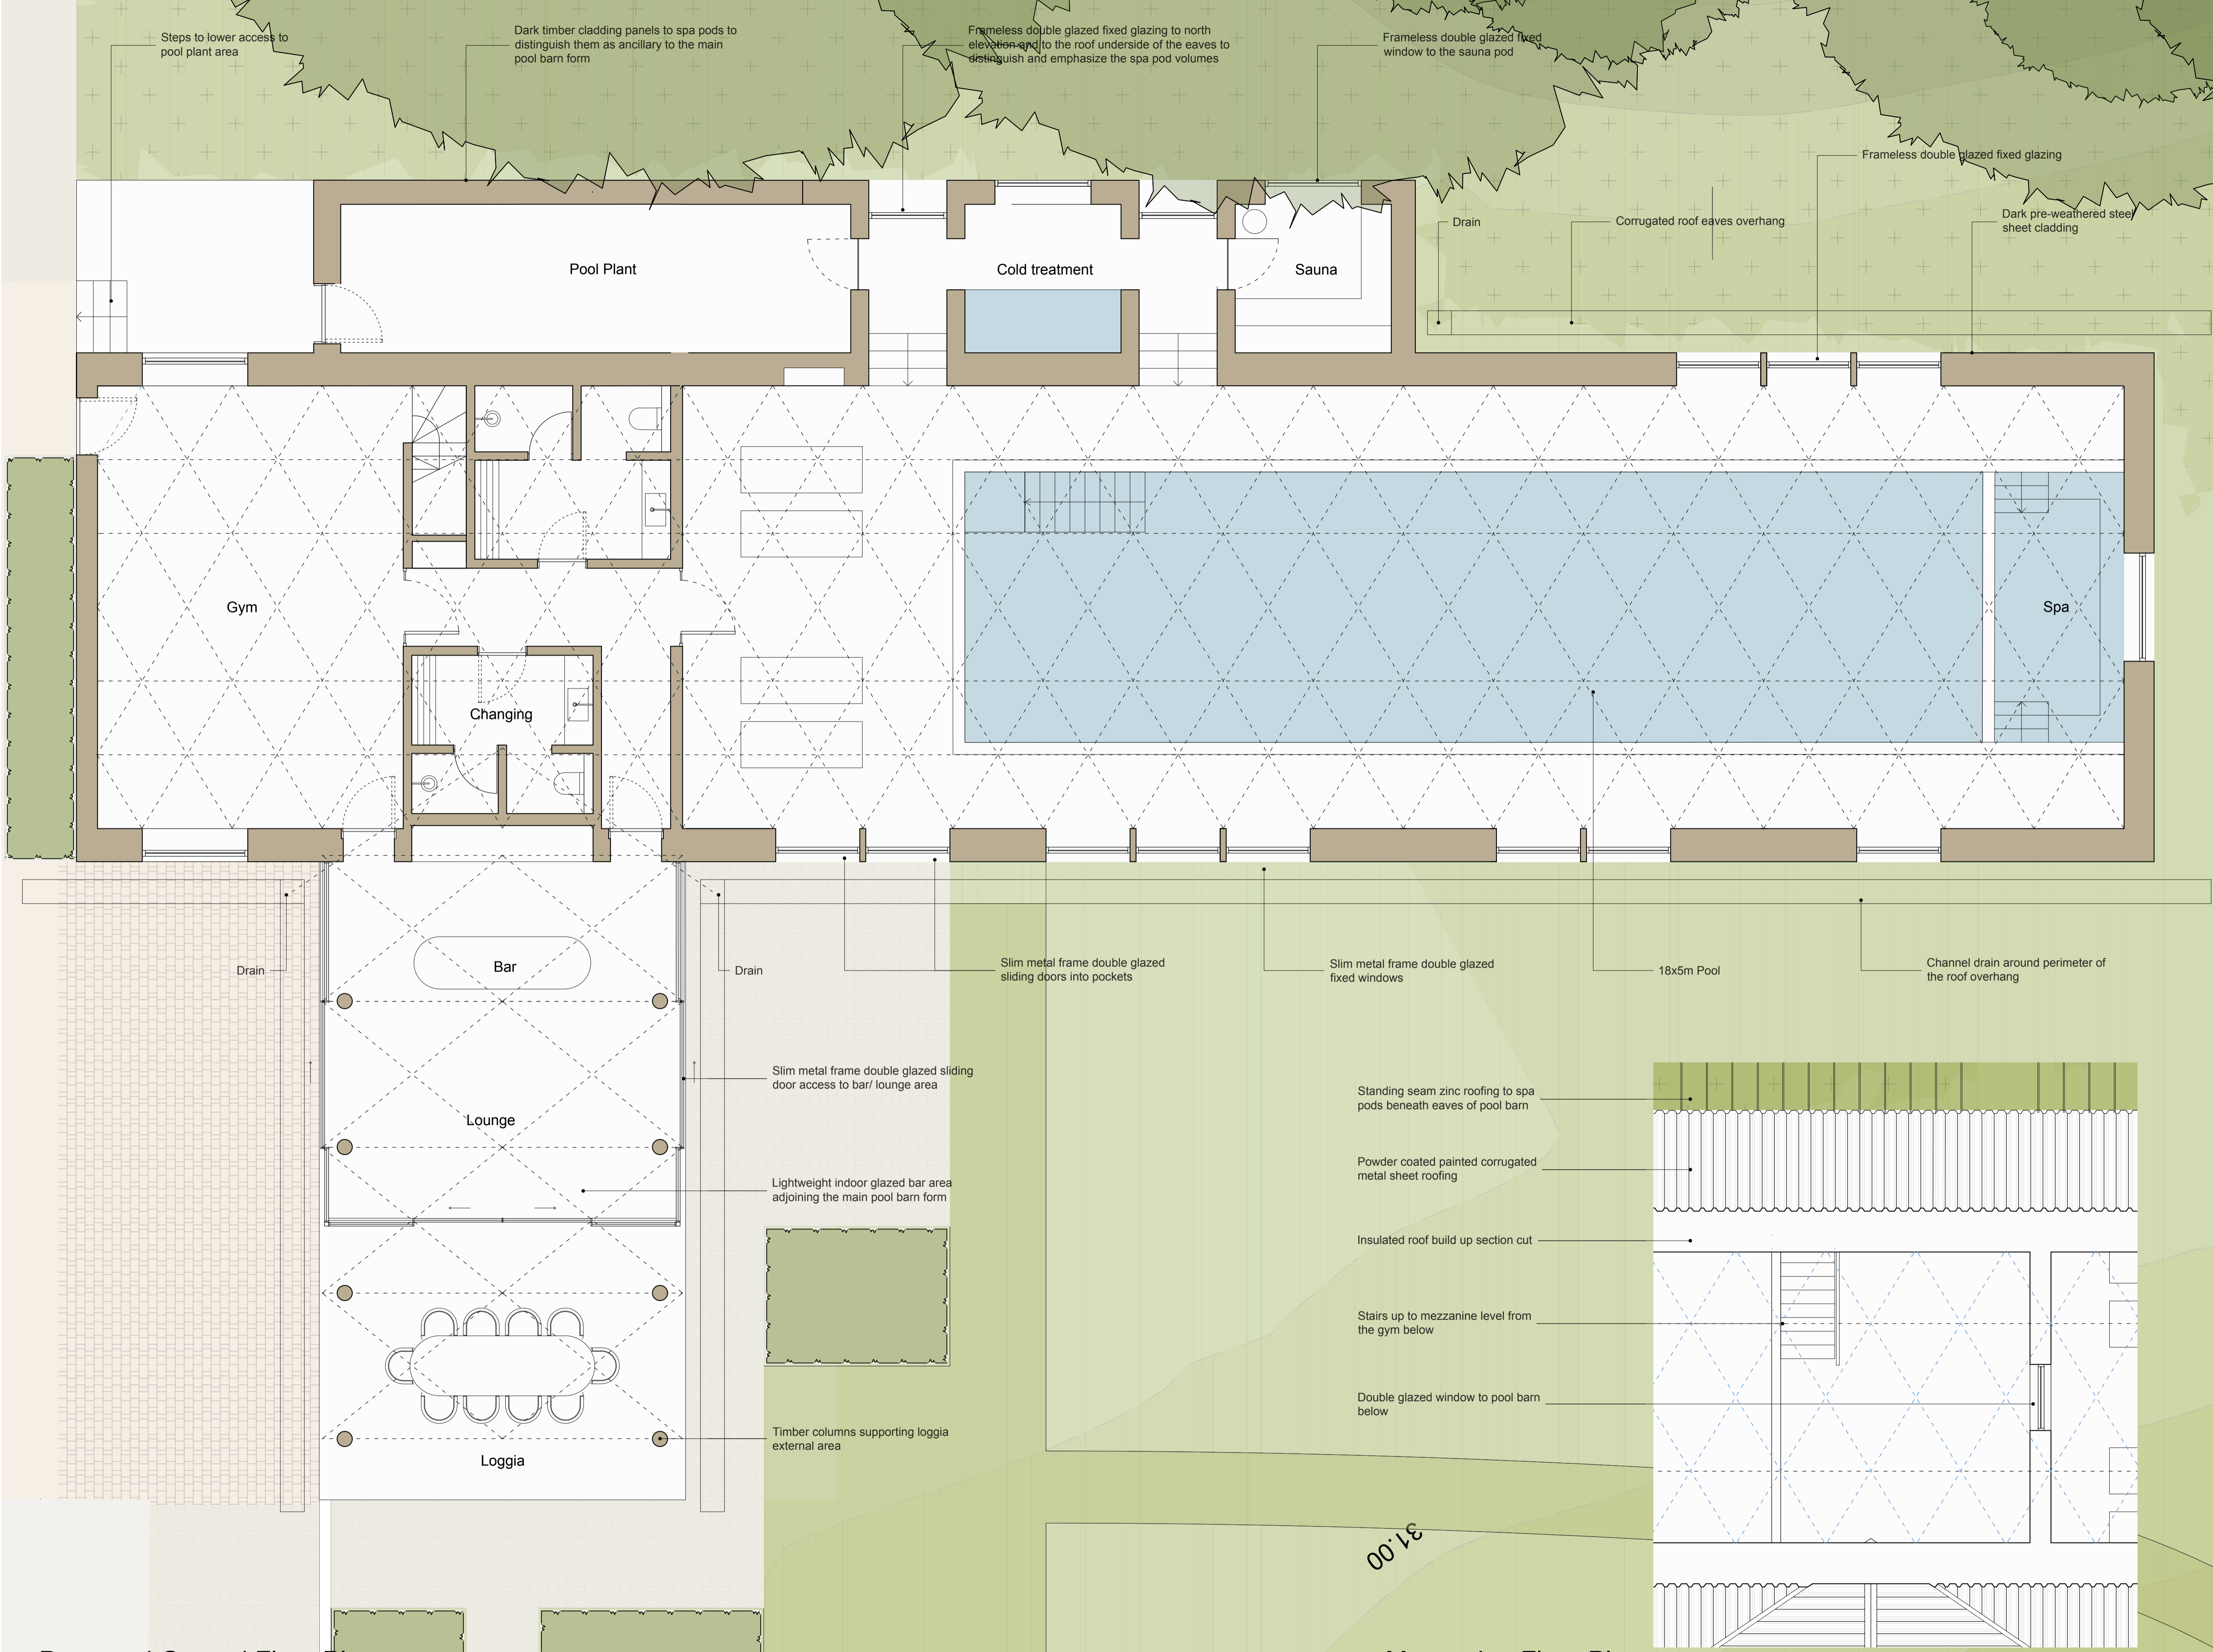 Steps to lower access to
pool plant area
Dark timber cladding panels to spa pods to
distinguish them as ancillary to the main
pool barn form
Frameless double glazed fixed glazing to north
elevation and to the roof underside of the eaves to
distinguish and emphasize the spa pod volumes
Frameless double glazed fixed
window to the sauna pod
Frameless double glazed fixed glazing
Drain
Corrugated roof eaves overhang
Dark pre-weathered steel
sheet cladding
Pool Plant
Cold treatment
Sauna
Gym
Spa
Changing
Bar
Drain
Drain
Slim metal frame double glazed
sliding doors into pockets
Slim metal frame double glazed
fixed windows
18x5m Pool
Channel drain around perimeter of
the roof overhang
Slim metal frame double glazed sliding
door access to bar/ lounge area
Lounge
Lightweight indoor glazed bar area
adjoining the main pool barn form
Timber columns supporting loggia
external area
Loggia
Standing seam zinc roofing to spa
pods beneath eaves of pool barn
Powder coated painted corrugated
metal sheet roofing
Insulated roof build up section cut
Stairs up to mezzanine level from
the gym below
Double glazed window to pool barn
below
31.00